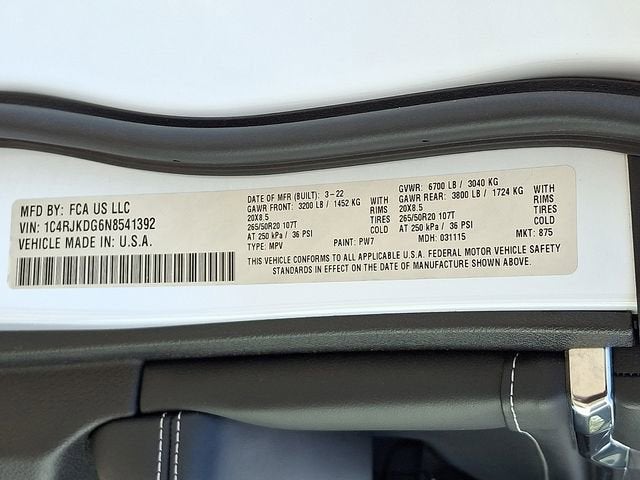 MFD BY: FCA US LLC
VIN: 1C4RJKDG6N8541392
VEHICLE MADE IN: U.S.A.
DATE OF MFR (BUILT): 3-22
GAWR FRONT: 3200 LB / 1452 KG WITH
20X8.5 RIMS
265/50R20 107T TIRES
AT 250 kPa / 36 PSI COLD
TYPE: MPV PAINT: PW7
GVWR: 6700 LB / 3040 KG
GAWR REAR: 3800 LB / 1724 KG WITH
20X8.5 RIMS
265/50R20 107T TIRES
AT 250 kPa / 36 PSI COLD
MDH: 031115 MKT: 875
THIS VEHICLE CONFORMS TO ALL APPLICABLE U.S.A. FEDERAL MOTOR VEHICLE SAFETY
STANDARDS IN EFFECT ON THE DATE OF MANUFACTURE SHOWN ABOVE.